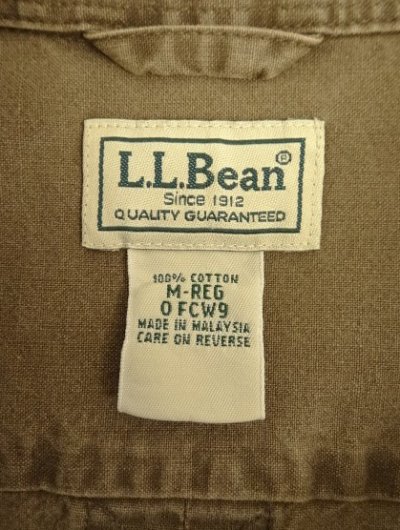 L.L.Bean®
Since 1912
QUALITY GUARANTEED
100% COTTON
M-REG
0 FCW9
MADE IN MALAYSIA
CARE ON REVERSE